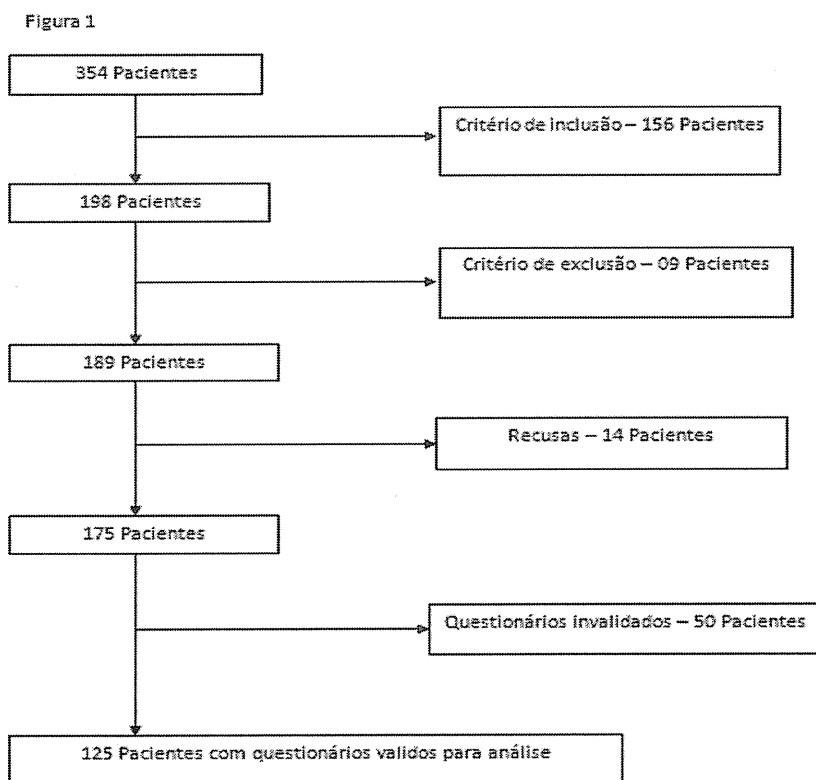 Figura 1
354 Pacientes
Critério de inclusão – 156 Pacientes
198 Pacientes
Critério de exclusão – 09 Pacientes
189 Pacientes
Recusas – 14 Pacientes
175 Pacientes
Questionários invalidados – 50 Pacientes
125 Pacientes com questionários validos para análise